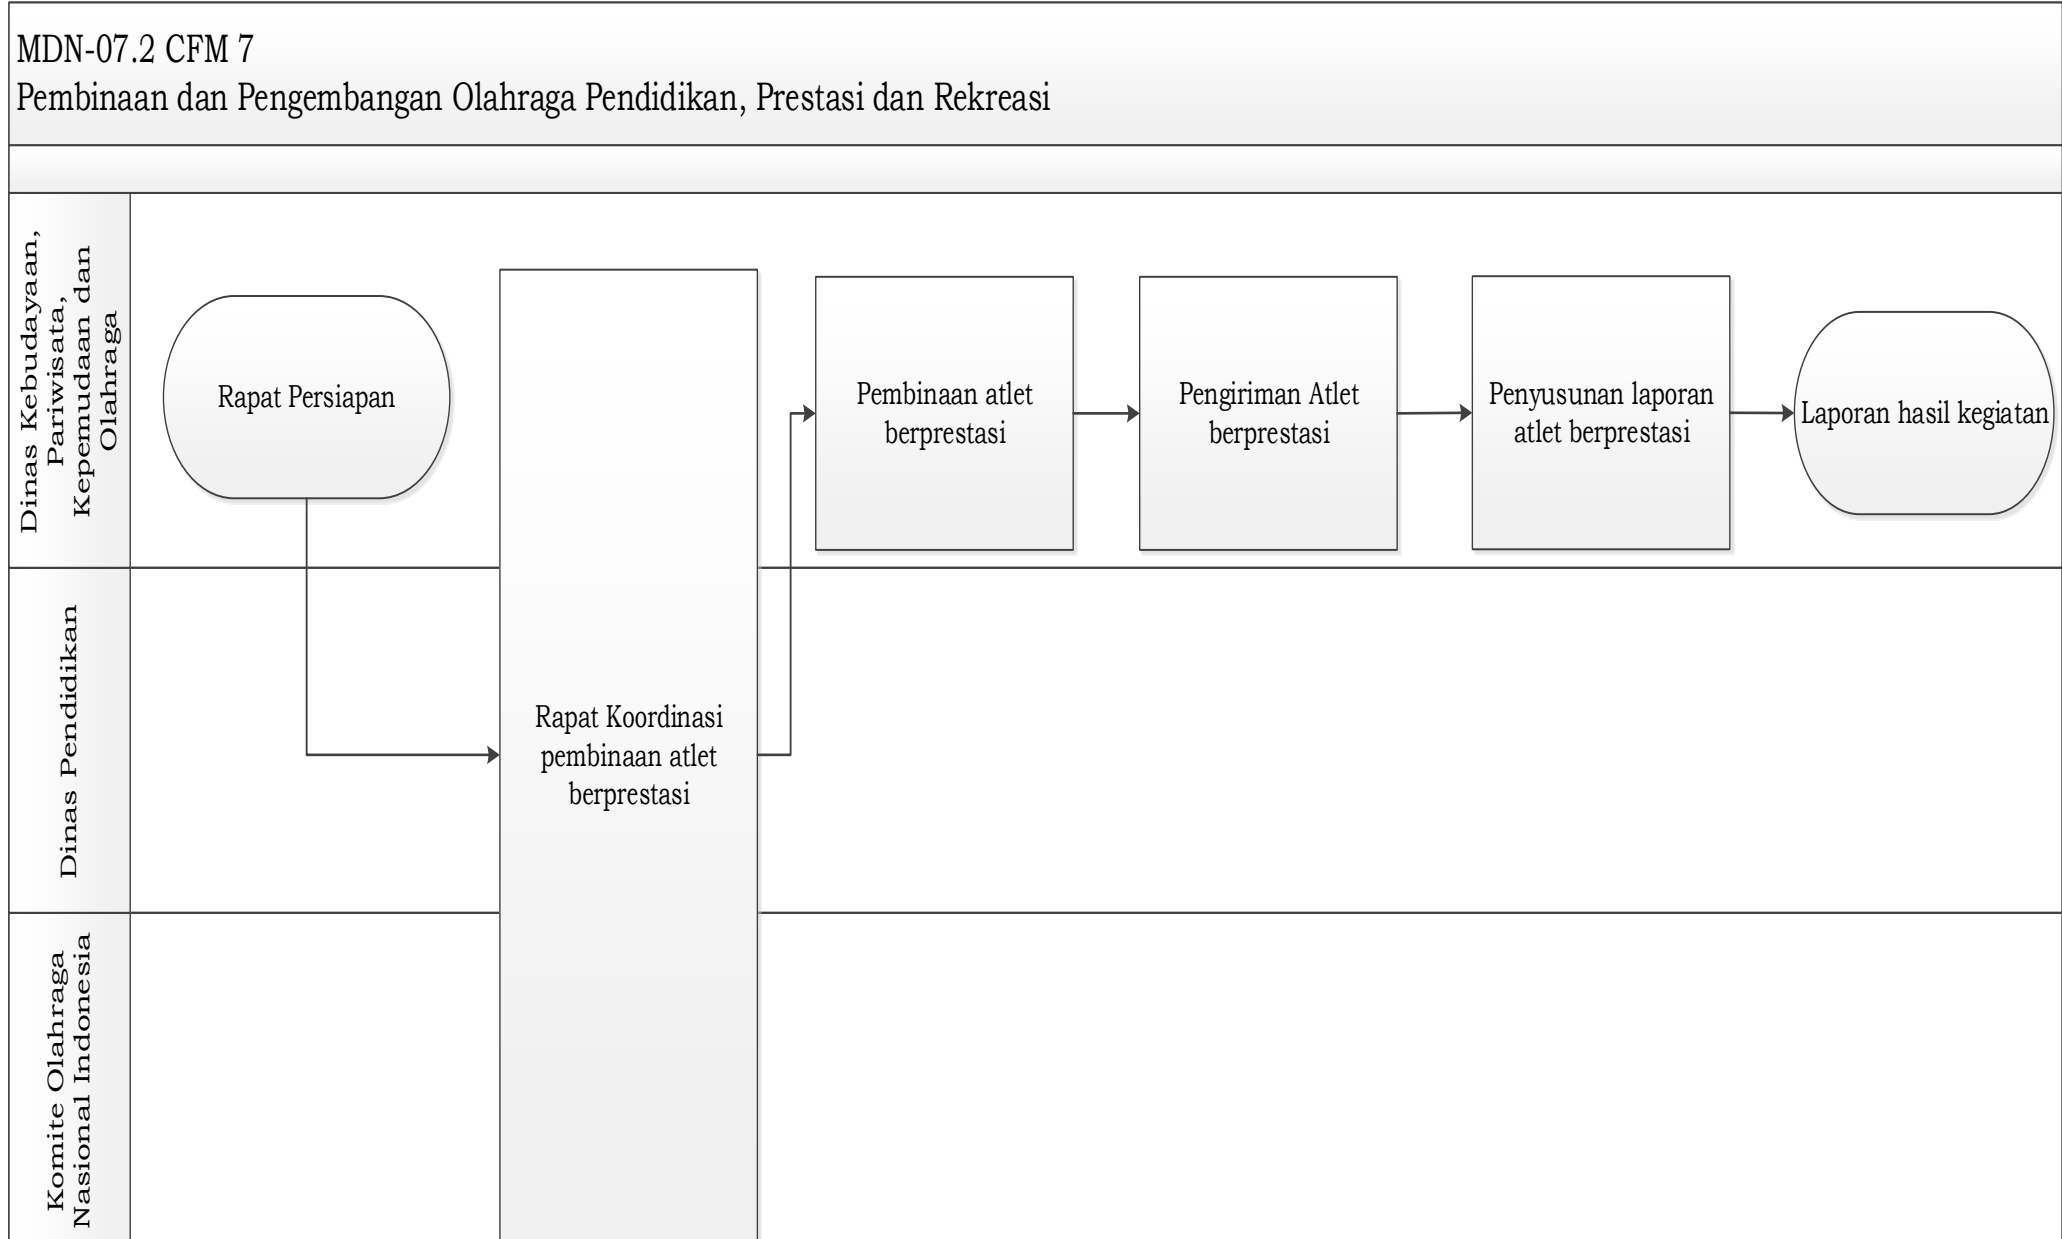 MDN-07.2 CFM 7
Pembinaan dan Pengembangan Olahraga Pendidikan, Prestasi dan Rekreasi
Dinas Kebudayaan,
Pariwisata,
Kepemudaan dan
Olahraga
Rapat Persiapan
Pembinaan atlet
berprestasi
Pengiriman Atlet
berprestasi
Penyusunan laporan
atlet berprestasi
Laporan hasil kegiatan
Dinas Pendidikan
Rapat Koordinasi
pembinaan atlet
berprestasi
Komite Olahraga
Nasional Indonesia